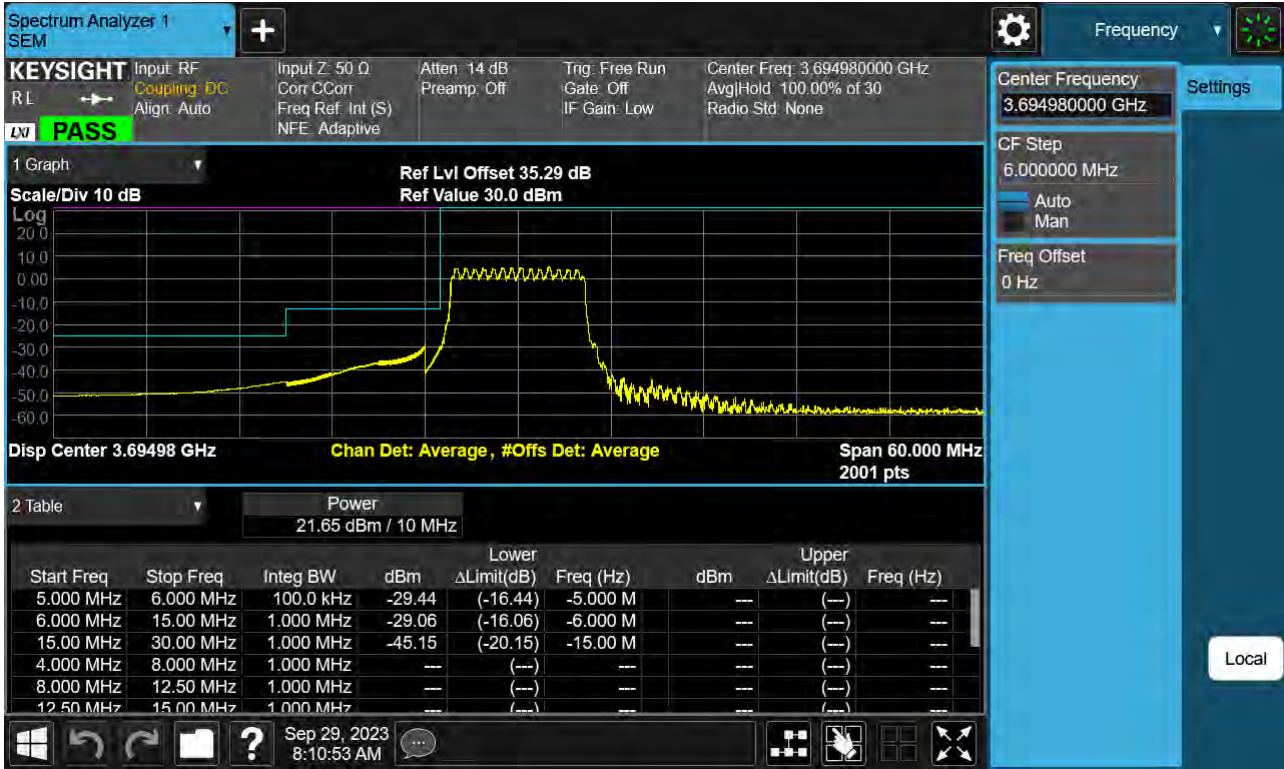 Spectrum Analyzer 1
SEM
+
Frequency
KEYSIGHT
RL
LXI
PASS
Input: RF
Coupling: DC
Align: Auto
Input Z: 50 Ω
Corr CCorr
Freq Ref: Int (S)
NFE: Adaptive
Atten: 14 dB
Preamp: Off
Trig: Free Run
Gate: Off
IF Gain: Low
Center Freq: 3.694980000 GHz
Avg|Hold: 100.00% of 30
Radio Std: None
Center Frequency
3.694980000 GHz
Settings
CF Step
6.000000 MHz
Auto
Man
Freq Offset
0 Hz
1 Graph
Scale/Div 10 dB
Ref Lvl Offset 35.29 dB
Ref Value 30.0 dBm
Log
20.0
10.0
0.00
-10.0
-20.0
-30.0
-40.0
-50.0
-60.0
Disp Center 3.69498 GHz
Chan Det: Average, #Offs Det: Average
Span 60.000 MHz
2001 pts
2 Table
Power
21.65 dBm / 10 MHz
Lower Upper
Start Freq Stop Freq Integ BW dBm ΔLimit(dB) Freq (Hz) dBm ΔLimit(dB) Freq (Hz)
5.000 MHz 6.000 MHz 100.0 kHz -29.44 (-16.44) -5.000 M --- (---) ---
6.000 MHz 15.00 MHz 1.000 MHz -29.06 (-16.06) -6.000 M --- (---) ---
15.00 MHz 30.00 MHz 1.000 MHz -45.15 (-20.15) -15.00 M --- (---) ---
4.000 MHz 8.000 MHz 1.000 MHz --- (---) --- --- (---) ---
8.000 MHz 12.50 MHz 1.000 MHz --- (---) --- --- (---) ---
12.50 MHz 15.00 MHz 1.000 MHz --- (---) --- --- (---) ---
Local
?
Sep 29, 2023
8:10:53 AM